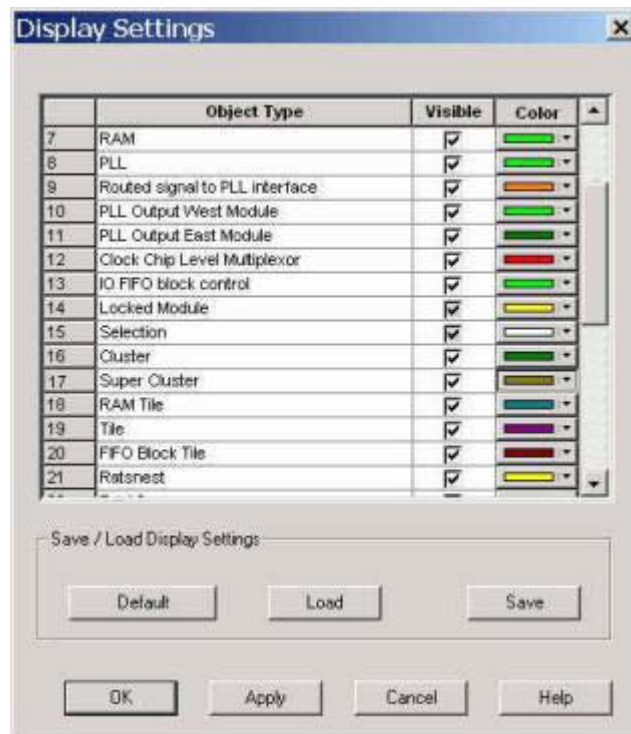 Display Settings
Object Type Visible Color
7 RAM
8 PLL
9 Routed signal to PLL interface
10 PLL Output West Module
11 PLL Output East Module
12 Clock Chip Level Multiplexor
13 IO FIFO block control
14 Locked Module
15 Selection
16 Cluster
17 Super Cluster
18 RAM Tile
19 Tile
20 FIFO Block Tile
21 Ratsnest
Save / Load Display Settings
Default Load Save
OK Apply Cancel Help